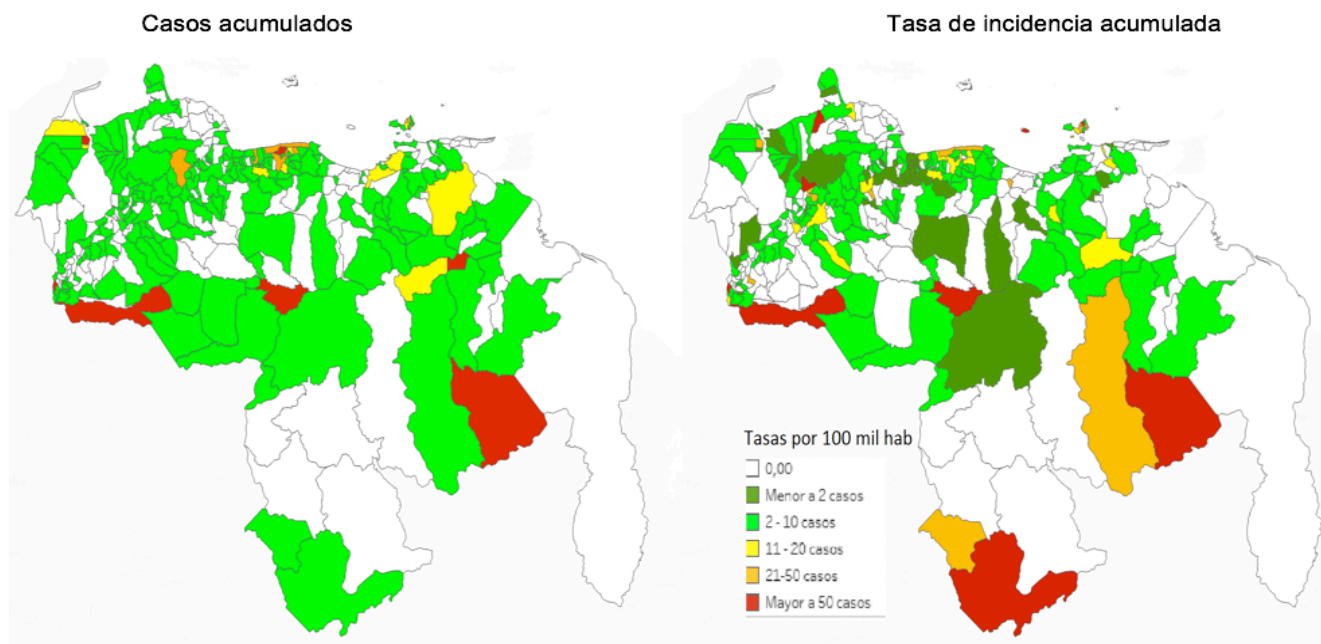 Casos acumulados
Tasa de incidencia acumulada
Tasas por 100 mil hab
0,00
Menor a 2 casos
2 - 10 casos
11 - 20 casos
21-50 casos
Mayor a 50 casos